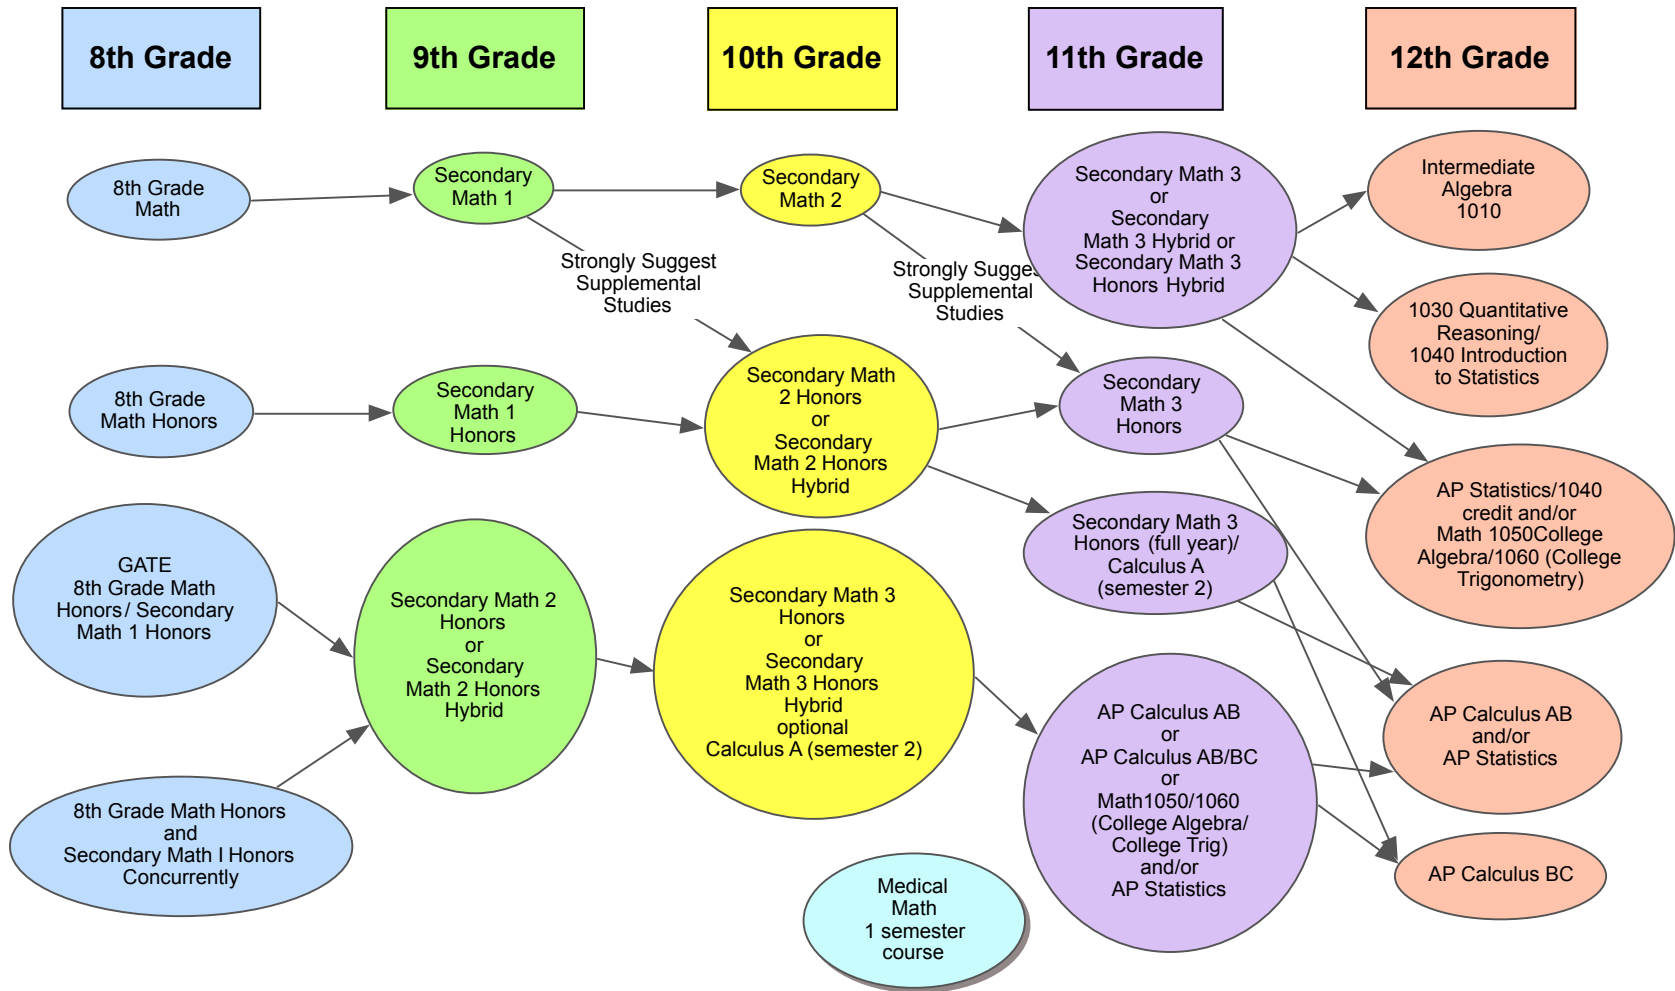 8th Grade
9th Grade
10th Grade
11th Grade
12th Grade
8th Grade
Math
Secondary
Math 1
Secondary
Math 2
Secondary Math 3
or
Secondary
Math 3 Hybrid or
Secondary Math 3
Honors Hybrid
Intermediate
Algebra
1010
Strongly Suggest
Supplemental
Studies
Strongly Sugges
Supplemental
Studies
1030 Quantitative
Reasoning/
1040 Introduction
to Statistics
8th Grade
Math Honors
Secondary
Math 1
Honors
Secondary Math
2 Honors
or
Secondary
Math 2 Honors
Hybrid
Secondary
Math 3
Honors
AP Statistics/1040
credit and/or
Math 1050College
Algebra/1060 (College
Trigonometry)
GATE
8th Grade Math
Honors/ Secondary
Math 1 Honors
Secondary Math 2
Honors
or
Secondary
Math 2 Honors
Hybrid
Secondary Math 3
Honors
or
Secondary
Math 3 Honors
Hybrid
optional
Calculus A (semester 2)
Secondary Math 3
Honors (full year)/
Calculus A
(semester 2)
AP Calculus AB
or
AP Calculus AB/BC
or
Math1050/1060
(College Algebra/
College Trig)
and/or
AP Statistics
AP Calculus AB
and/or
AP Statistics
8th Grade Math Honors
and
Secondary Math I Honors
Concurrently
Medical
Math
1 semester
course
AP Calculus BC